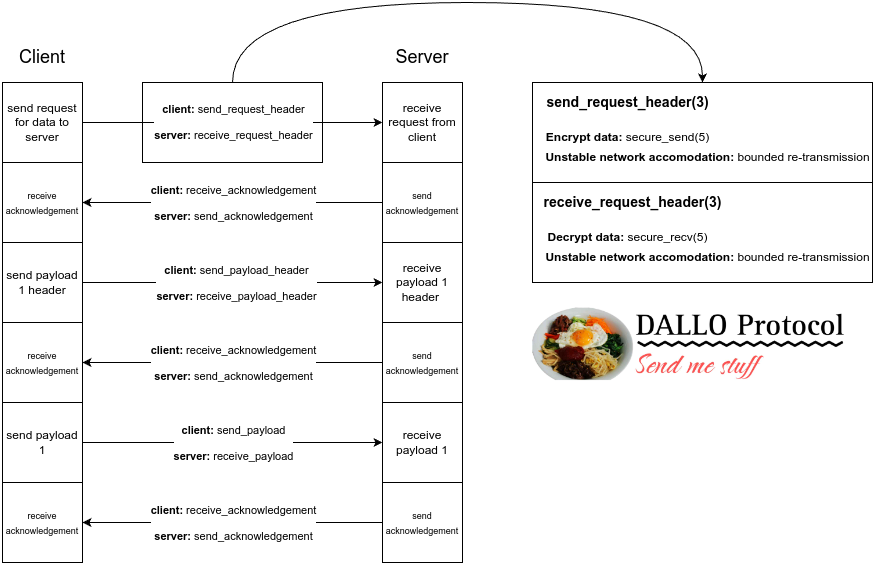 Client
Server
send request
for data to
server
client: send_request_header
server: receive_request_header
receive
request from
client
receive
acknowledgement
client: receive_acknowledgement
server: send_acknowledgement
send
acknowledgement
send payload
1 header
client: send_payload_header
server: receive_payload_header
receive
payload 1
header
receive
acknowledgement
client: receive_acknowledgement
server: send_acknowledgement
send
acknowledgement
send payload
1
client: send_payload
server: receive_payload
receive
payload 1
receive
acknowledgement
client: receive_acknowledgement
server: send_acknowledgement
send
acknowledgement
send_request_header(3)
Encrypt data: secure_send(5)
Unstable network accomodation: bounded re-transmission
receive_request_header(3)
Decrypt data: secure_recv(5)
Unstable network accomodation: bounded re-transmission
DALLO Protocol
Send me stuff